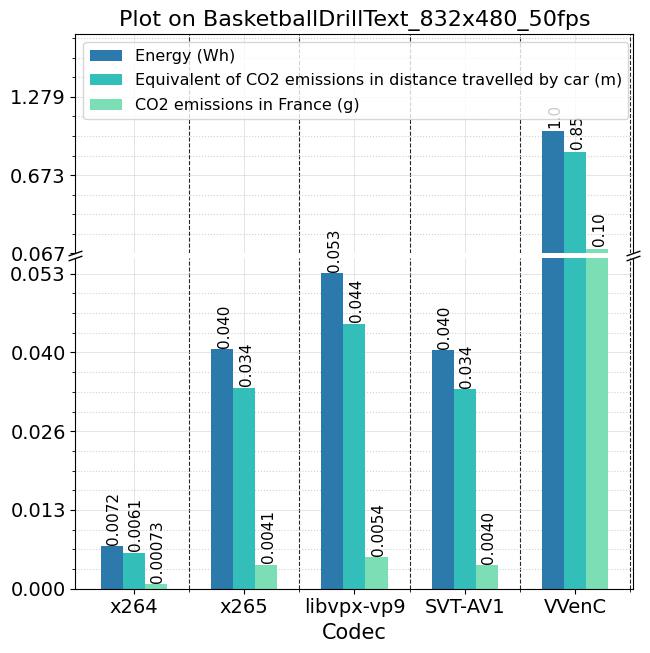 Plot on BasketballDrillText_832x480_50fps
Energy (Wh)
Equivalent of CO2 emissions in distance travelled by car (m)
CO2 emissions in France (g)
1.279
0.673
0.067
0.053
0.040
0.026
0.013
0.000
0.0072
0.0061
0.00073
0.040
0.034
0.0041
0.053
0.044
0.0054
0.040
0.034
0.0040
1.0
0.85
0.10
x264
x265
libvpx-vp9
SVT-AV1
VVenC
Codec